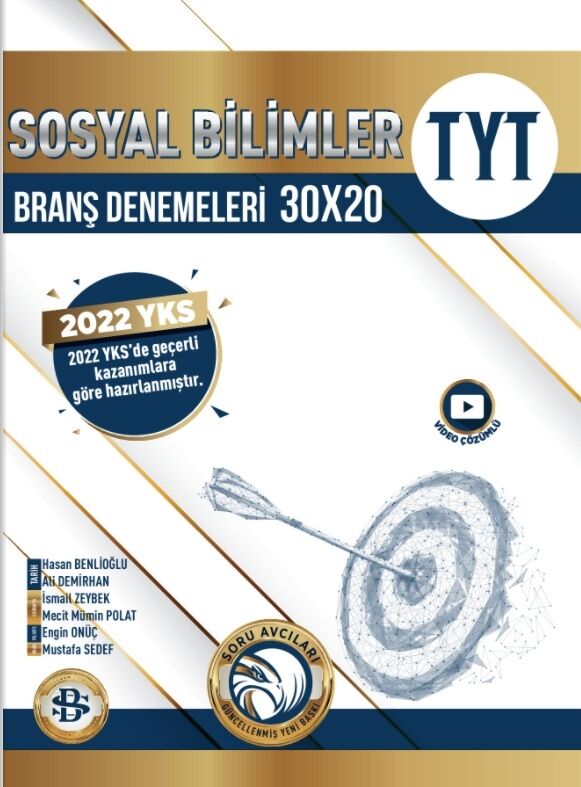 SOSYAL BİLİMLER
TYT
BRANŞ DENEMELERİ 30X20
2022 YKS
2022 YKS'de geçerli
kazanımlara
göre hazırlanmıştır.
VİDEO ÇÖZÜMLÜ
TARİH
Hasan BENLİOĞLU
Ali DEMİRHAN
İsmail ZEYBEK
Mecit Mümin POLAT
Engin ONÜÇ
Mustafa SEDEF
SORU AVCILARI
GÜNCELLENMİŞ YENİ BASKI